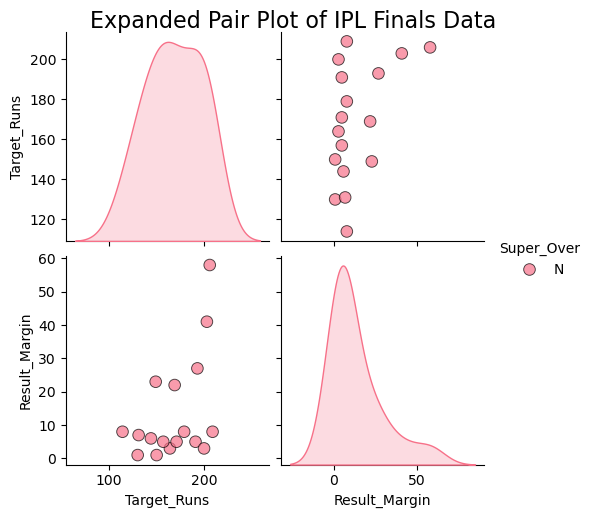 Expanded Pair Plot of IPL Finals Data
200
180
160
140
120
Target_Runs
Super_Over
N
60
50
40
30
20
10
0
Result_Margin
100 200
0 50
Target_Runs
Result_Margin